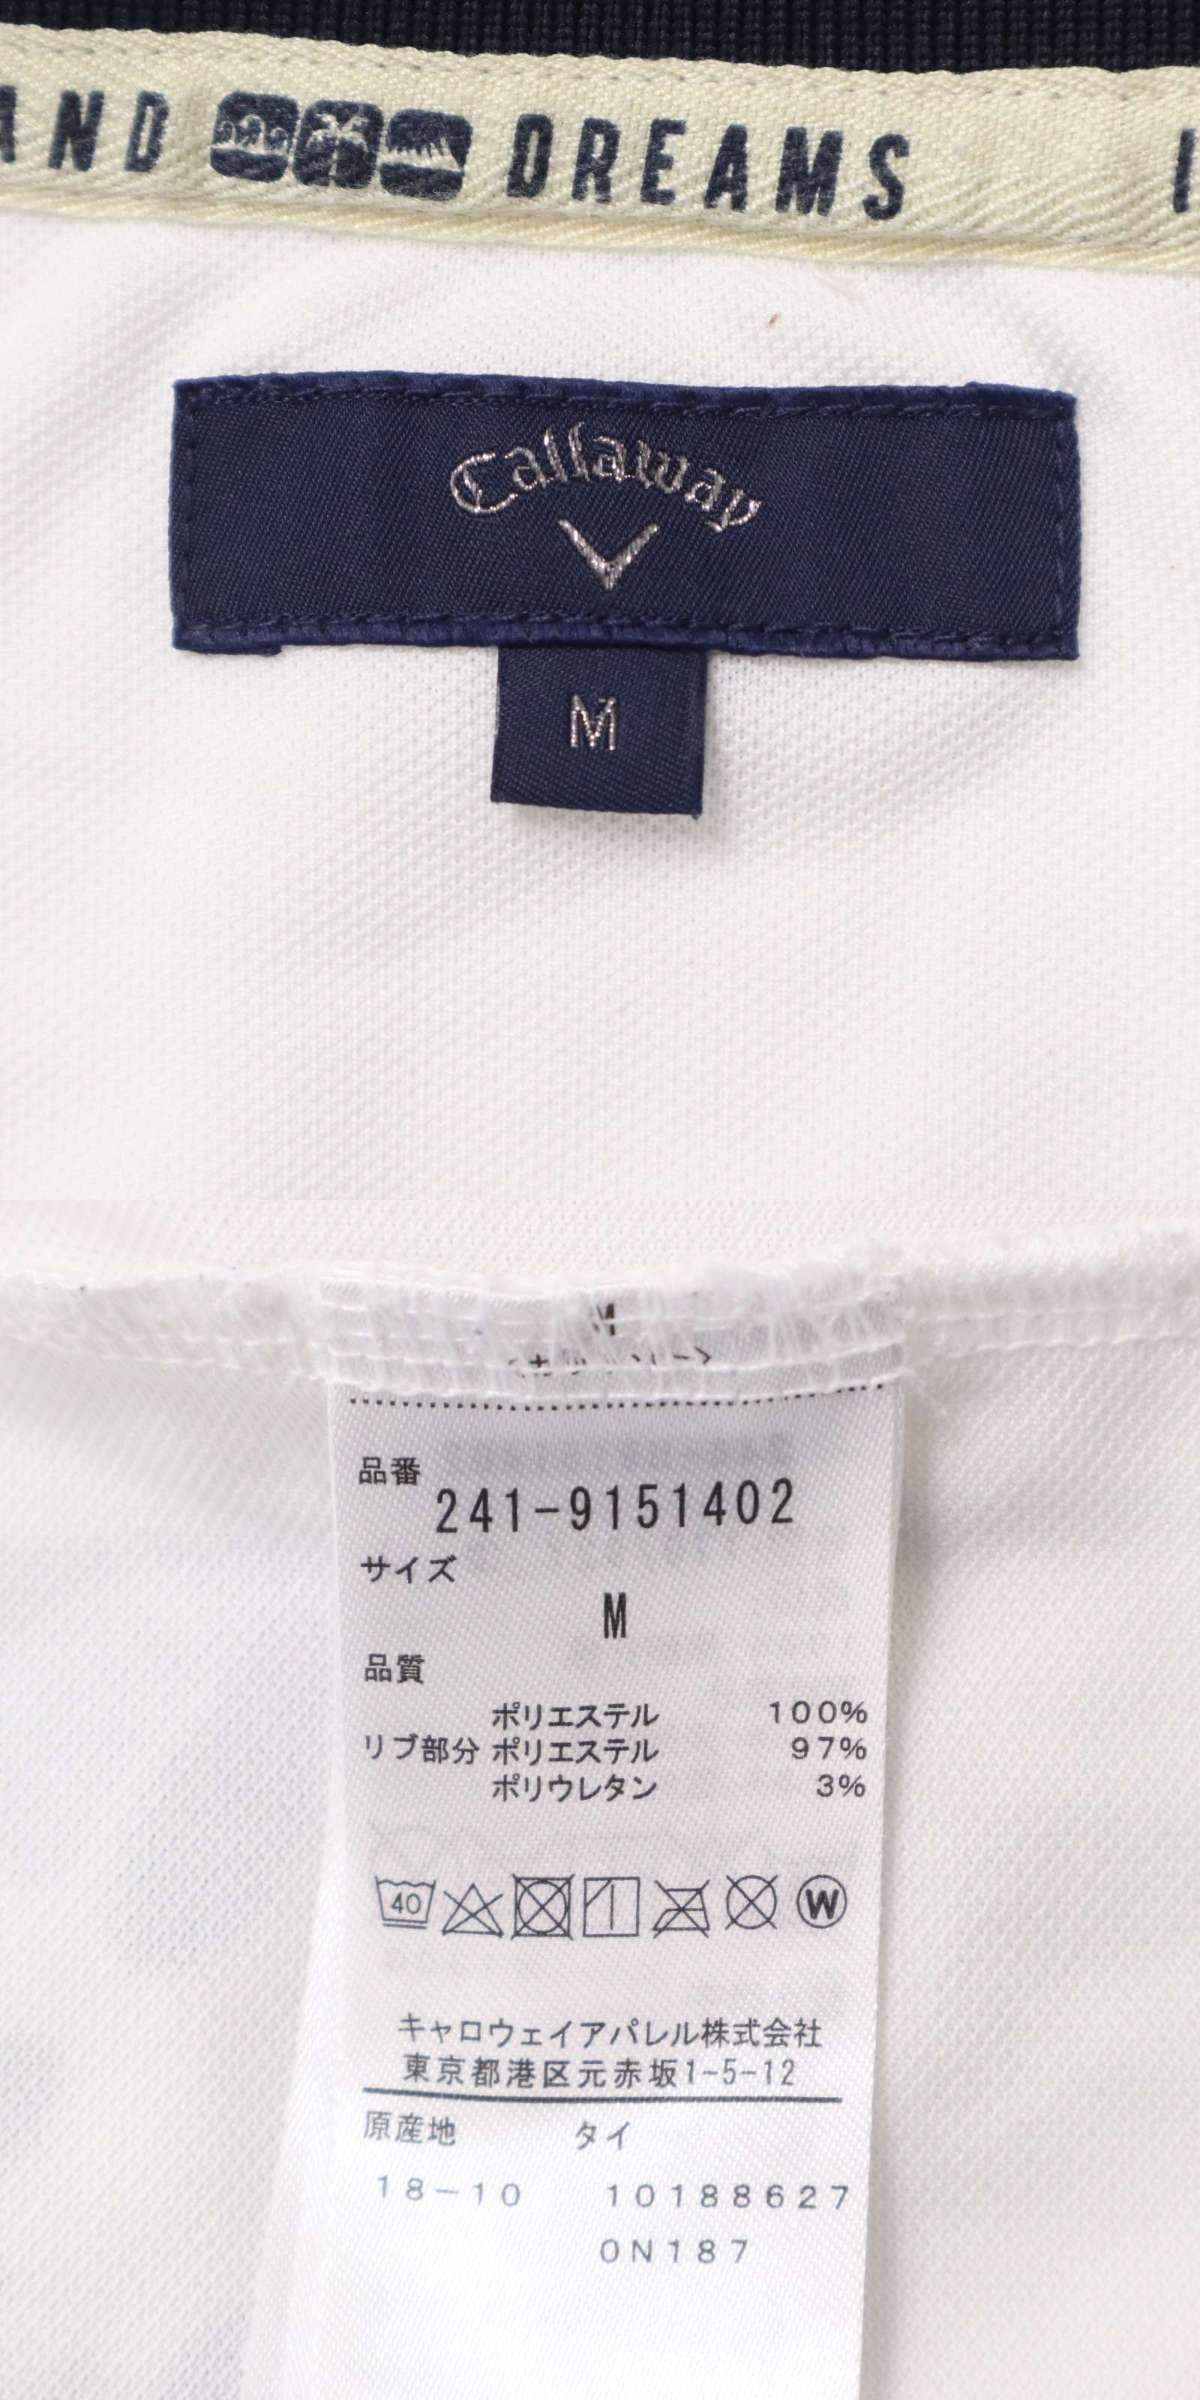 AND DREAMS
Callaway
M
M
品番
241-9151402
サイズ
M
品質
ポリエステル 100%
リブ部分 ポリエステル 97%
ポリウレタン 3%
40 W
キャロウェイアパレル株式会社
東京都港区元赤坂1-5-12
原産地 タイ
18-10 10188627
0N187